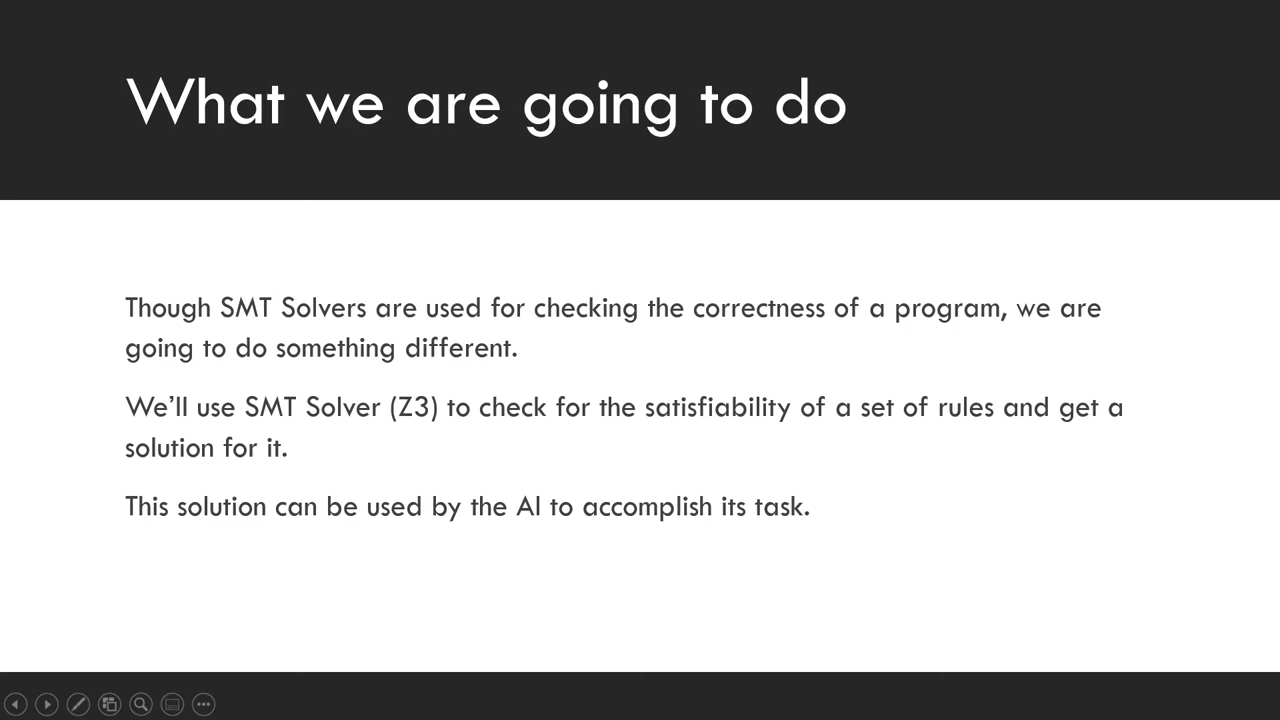 What we are going to do
Though SMT Solvers are used for checking the correctness of a program, we are
going to do something different.
We’ll use SMT Solver (Z3) to check for the satisfiability of a set of rules and get a
solution for it.
This solution can be used by the AI to accomplish its task.